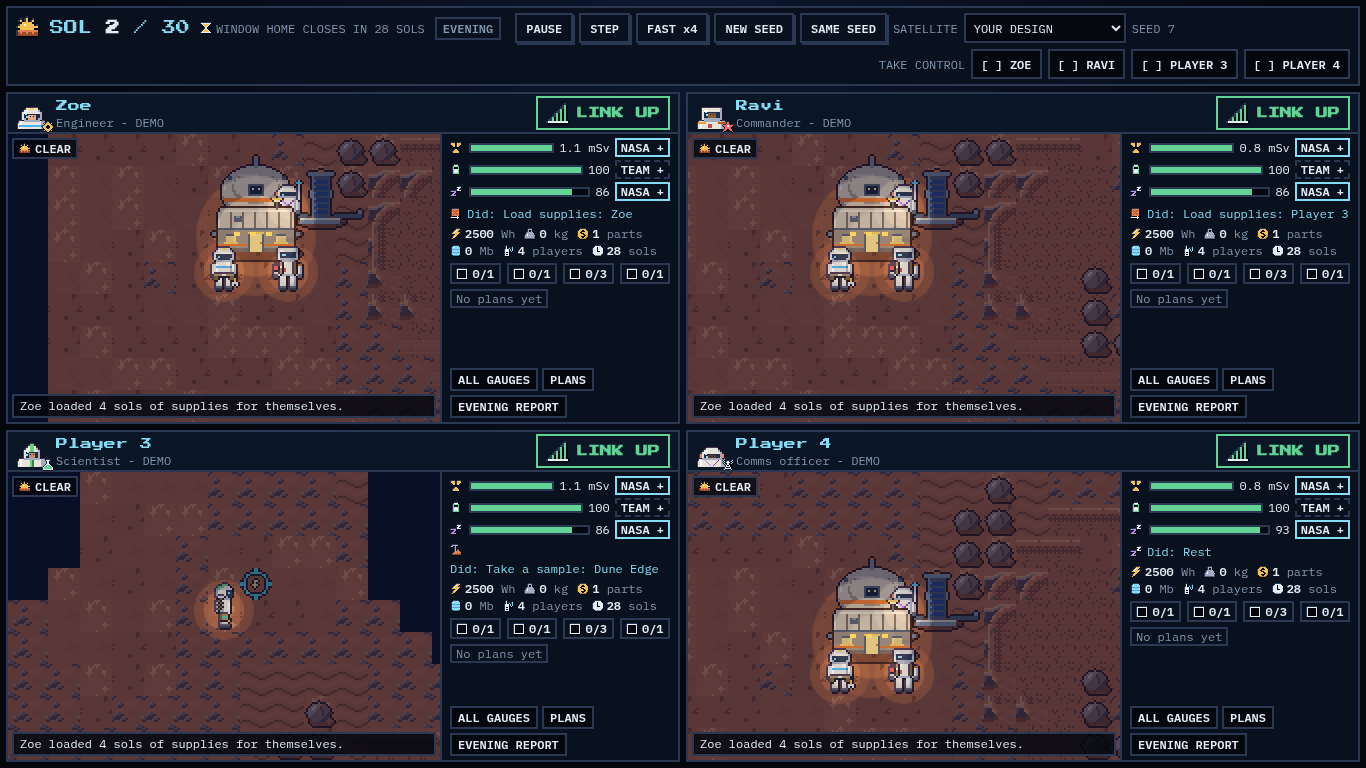 SOL 2 / 30 WINDOW HOME CLOSES IN 28 SOLS EVENING PAUSE STEP FAST x4 NEW SEED SAME SEED SATELLITE YOUR DESIGN SEED 7
TAKE CONTROL [ ] ZOE [ ] RAVI [ ] PLAYER 3 [ ] PLAYER 4
Zoe
Engineer - DEMO
LINK UP
CLEAR
1.1 mSv NASA +
100 TEAM +
86 NASA +
Did: Load supplies: Zoe
2500 Wh 0 kg 1 parts
0 Mb 4 players 28 sols
0/1 0/1 0/3 0/1
No plans yet
ALL GAUGES PLANS
EVENING REPORT
Zoe loaded 4 sols of supplies for themselves.
Ravi
Commander - DEMO
LINK UP
CLEAR
0.8 mSv NASA +
100 TEAM +
86 NASA +
Did: Load supplies: Player 3
2500 Wh 0 kg 1 parts
0 Mb 4 players 28 sols
0/1 0/1 0/3 0/1
No plans yet
ALL GAUGES PLANS
EVENING REPORT
Zoe loaded 4 sols of supplies for themselves.
Player 3
Scientist - DEMO
LINK UP
CLEAR
1.1 mSv NASA +
100 TEAM +
86 NASA +
Did: Take a sample: Dune Edge
2500 Wh 0 kg 1 parts
0 Mb 4 players 28 sols
0/1 0/1 0/3 0/1
No plans yet
ALL GAUGES PLANS
EVENING REPORT
Zoe loaded 4 sols of supplies for themselves.
Player 4
Comms officer - DEMO
LINK UP
CLEAR
0.8 mSv NASA +
100 TEAM +
93 NASA +
Did: Rest
2500 Wh 0 kg 1 parts
0 Mb 4 players 28 sols
0/1 0/1 0/3 0/1
No plans yet
ALL GAUGES PLANS
EVENING REPORT
Zoe loaded 4 sols of supplies for themselves.